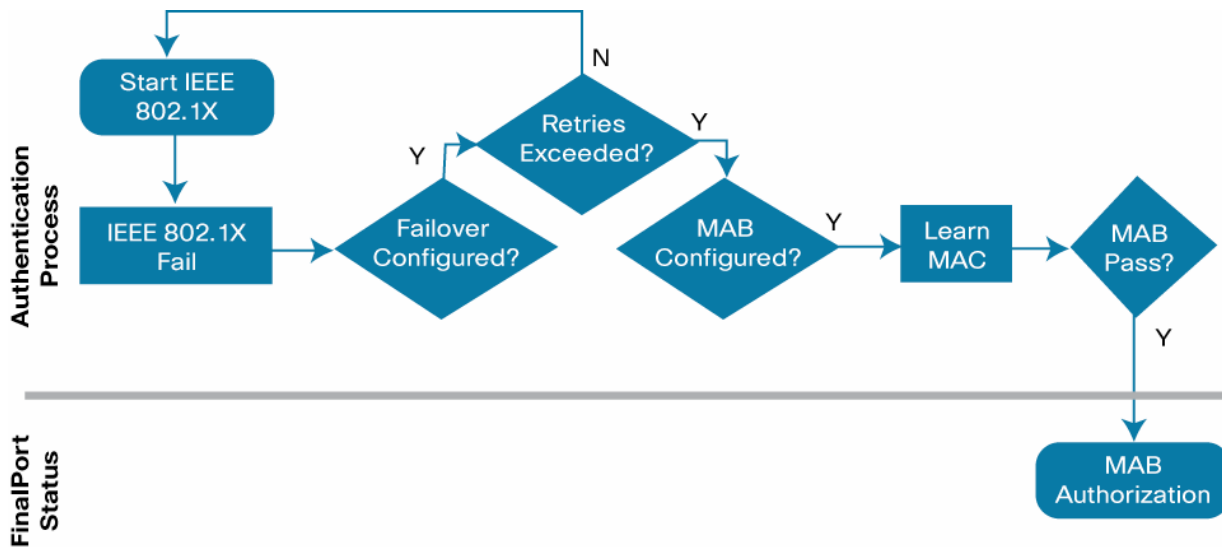 N
Start IEEE
802.1X
Retries
Exceeded?
Y
Y
IEEE 802.1X
Fail
Failover
Configured?
MAB
Configured?
Y
Learn
MAC
MAB
Pass?
Y
Authentication
Process
MAB
Authorization
FinalPort
Status